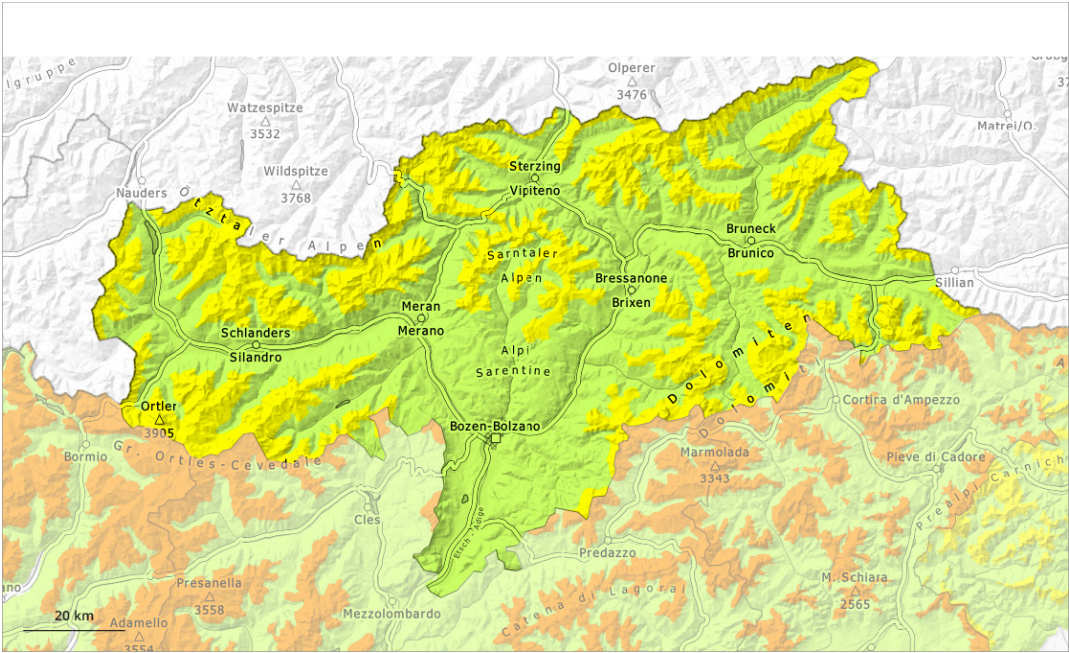 lgruppe
Olperer
3476
Watzespitze
3532
Matrei/O.
Wildspitze
3768
Sterzing
Vipiteno
Nauders
Ötztaler Alpen
Bruneck
Brunico
Sarntaler
Alpen
Bressanone
Brixen
Sillian
Meran
Merano
Schlanders
Silandro
Alpi
Sarentine
Dolomiten
Dolomiti
Ortler
3905
Cortina d'Ampezzo
Bozen-Bolzano
Gr. Ortles-Cevedale
Bormio
Marmolada
3343
Pieve di Cadore
Prealpi Carnich
Cles
Etsch - Adige
Predazzo
Presanella
3558
M. Schiara
2565
ano
Catena di Lagorai
Mezzolombardo
20 km
Adamello
3554